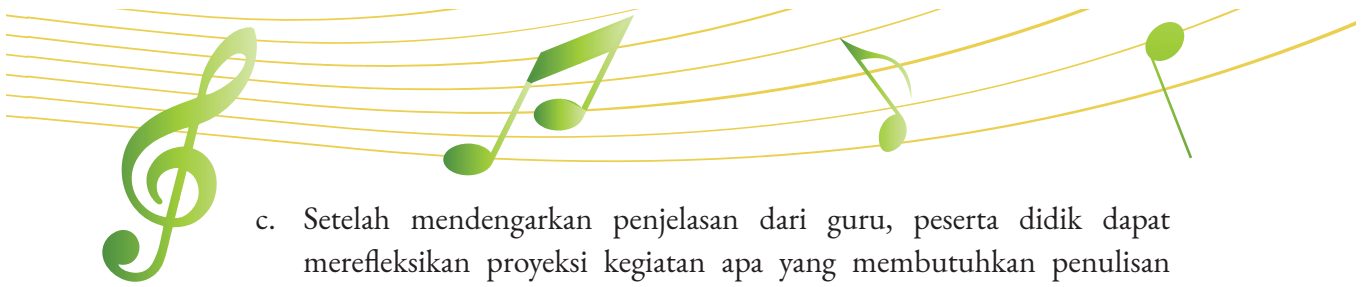 c. Setelah mendengarkan penjelasan dari guru, peserta didik dapat
merefleksikan proyeksi kegiatan apa yang membutuhkan penulisan